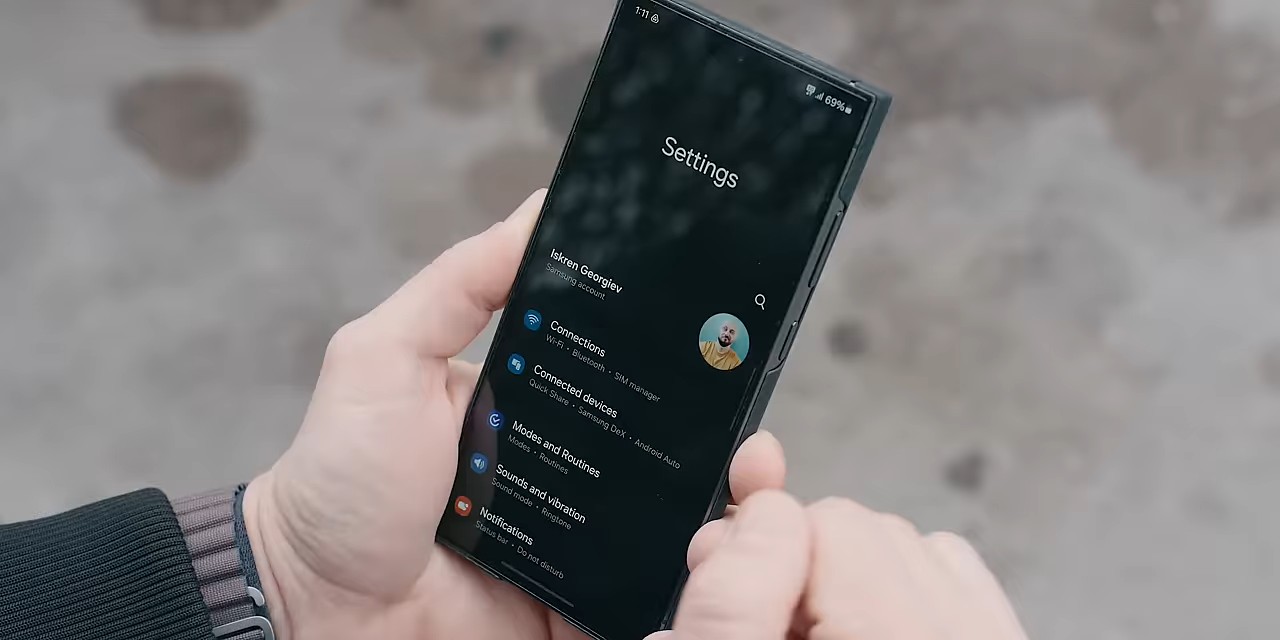 1:11
69%
Settings
Iskren Georgiev
Samsung account
Connections
Wi-Fi • Bluetooth • SIM manager
Connected devices
Quick Share • Samsung DeX • Android Auto
Modes and Routines
Modes • Routines
Sounds and vibration
Sound mode • Ringtone
Notifications
Status bar • Do not disturb